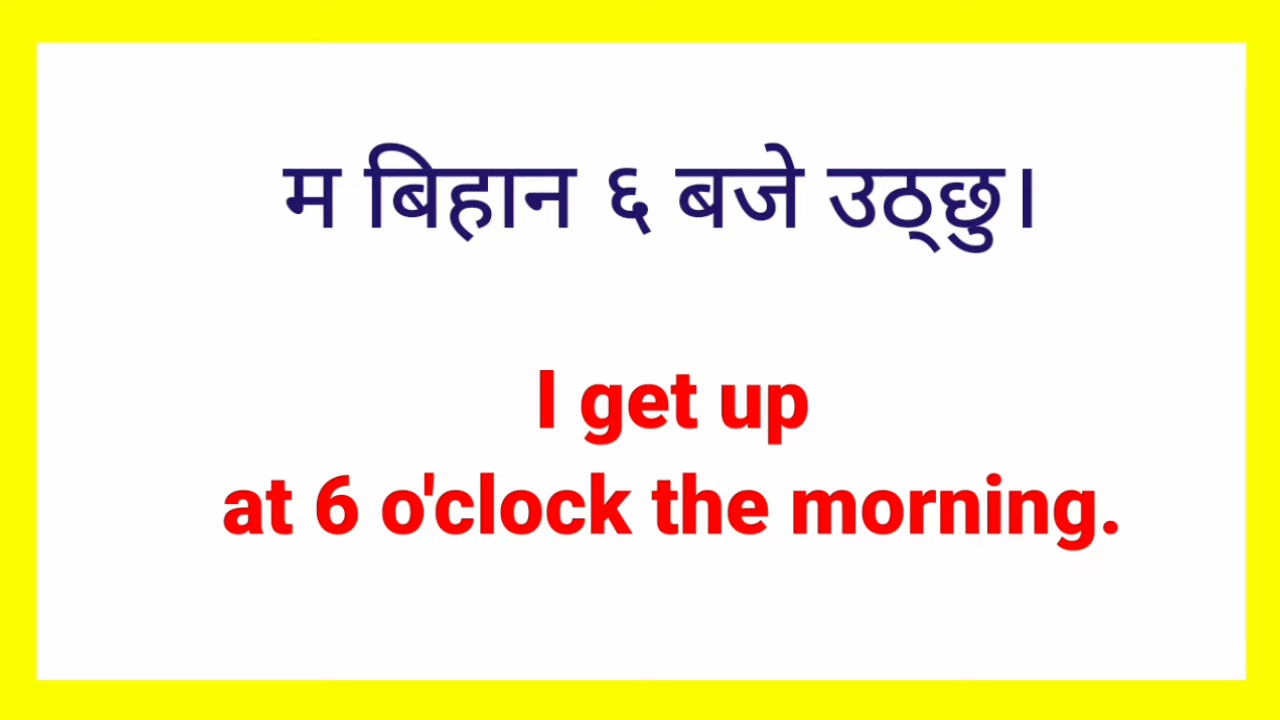 म बिहान ६ बजे उठ्छु।
I get up
at 6 o'clock the morning.